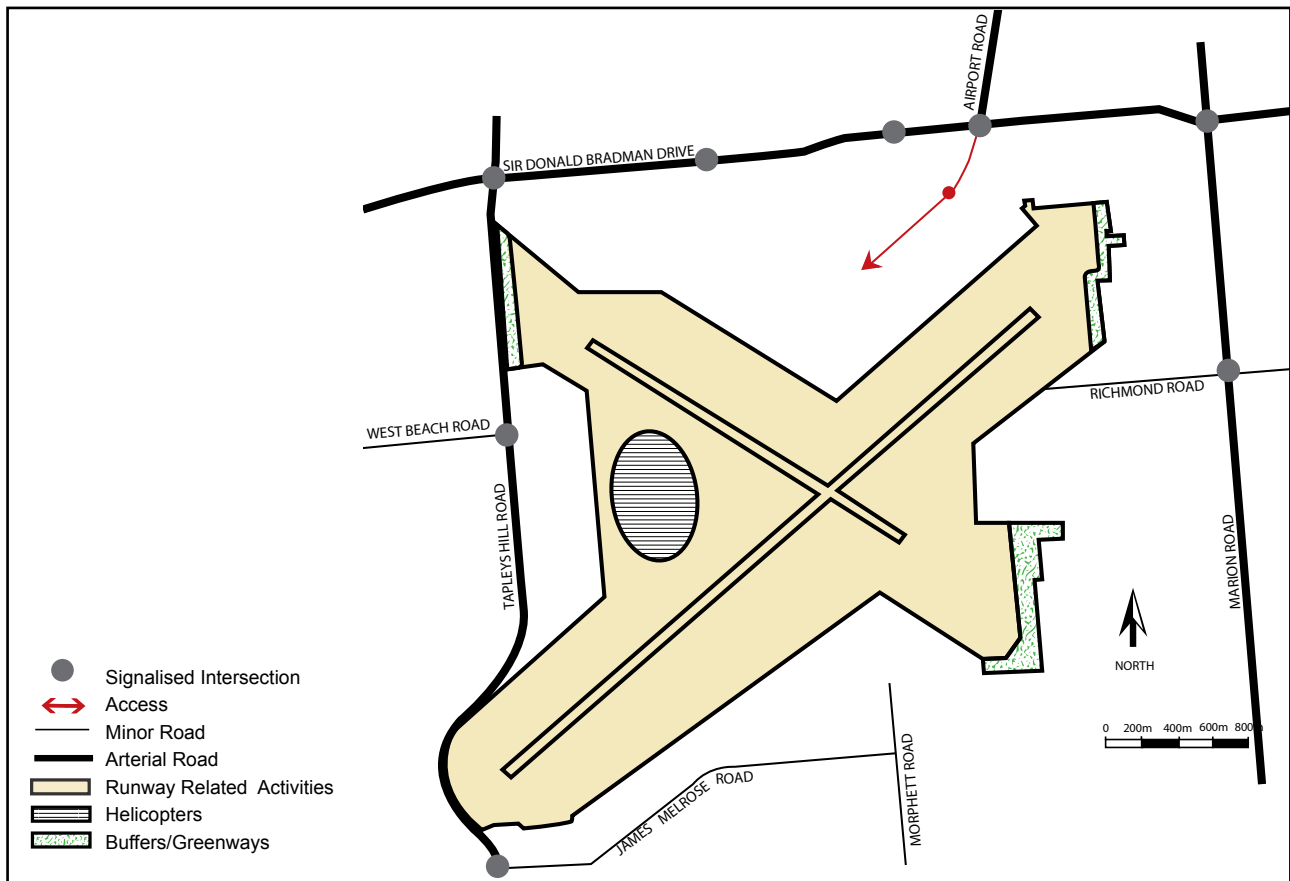 AIRPORT ROAD
SIR DONALD BRADMAN DRIVE
RICHMOND ROAD
WEST BEACH ROAD
TAPLEYS HILL ROAD
MARION ROAD
NORTH
Signalised Intersection
Access
Minor Road
Arterial Road
Runway Related Activities
Helicopters
Buffers/Greenways
0 200m 400m 600m 800m
MORPHETT ROAD
JAMES MELROSE ROAD